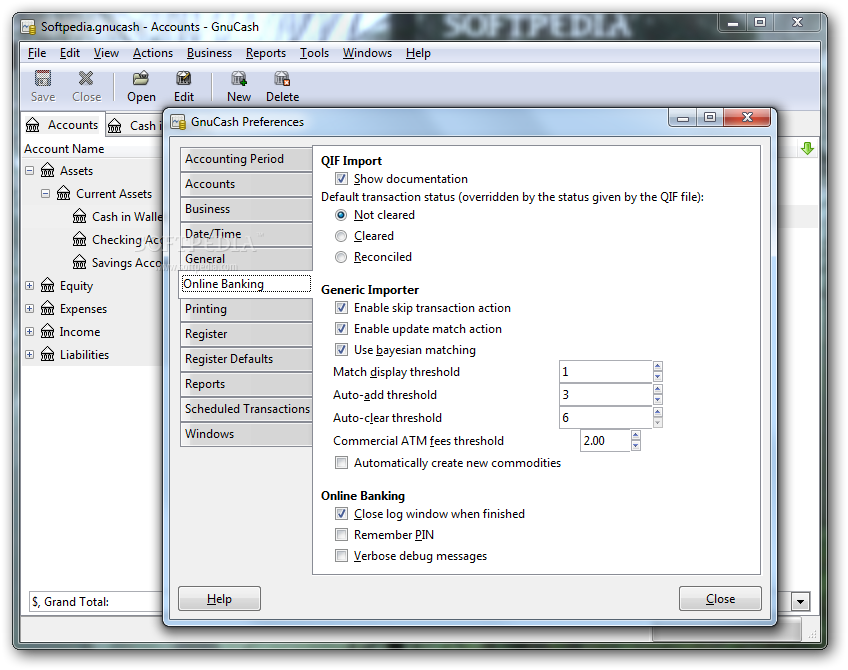 SOFTPEDIA
Softpedia.gnucash - Accounts - GnuCash
File Edit View Actions Business Reports Tools Windows Help
Save Close Open Edit New Delete
Accounts Cash i
Account Name
Assets
Current Assets
Cash in Walle
Checking Acc
Savings Acco
Equity
Expenses
Income
Liabilities
$, Grand Total:
GnuCash Preferences
Accounting Period
Accounts
Business
Date/Time
General
Online Banking
Printing
Register
Register Defaults
Reports
Scheduled Transactions
Windows
QIF Import
Show documentation
Default transaction status (overridden by the status given by the QIF file):
Not cleared
Cleared
Reconciled
Generic Importer
Enable skip transaction action
Enable update match action
Use bayesian matching
Match display threshold 1
Auto-add threshold 3
Auto-clear threshold 6
Commercial ATM fees threshold 2.00
Automatically create new commodities
Online Banking
Close log window when finished
Remember PIN
Verbose debug messages
Help Close
SOFTPEDIA